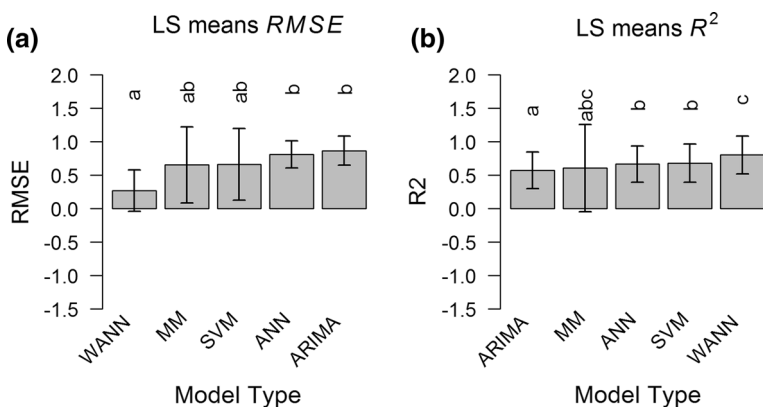 (a)
LS means RMSE
a
ab
ab
b
b
2.0
1.5
1.0
0.5
0.0
-0.5
-1.0
-1.5
RMSE
WANN
MM
SVM
ANN
ARIMA
Model Type
(b)
LS means R²
a
abc
b
b
c
2.0
1.5
1.0
0.5
0.0
-0.5
-1.0
-1.5
R2
ARIMA
MM
ANN
SVM
WANN
Model Type